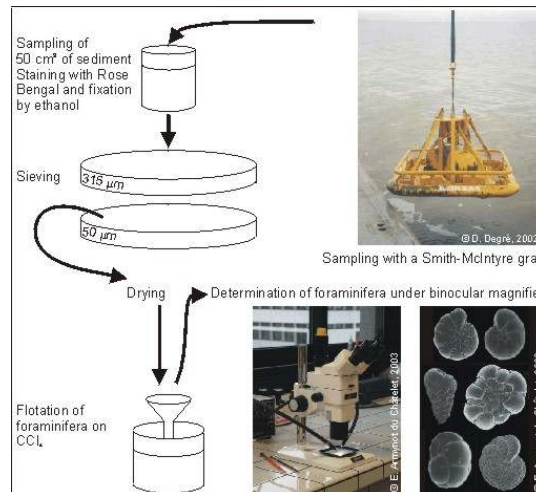 Sampling of
50 cm³ of sediment
Staining with Rose
Bengal and fixation
by ethanol
© D. Degré, 2002
Sampling with a Smith-McIntyre gra
Sieving
315 µm
50 µm
Drying
Determination of foraminifera under binocular magnifie
Flotation of
foraminifera on
CCl₄
© E. Armynot du Châtelet, 2003